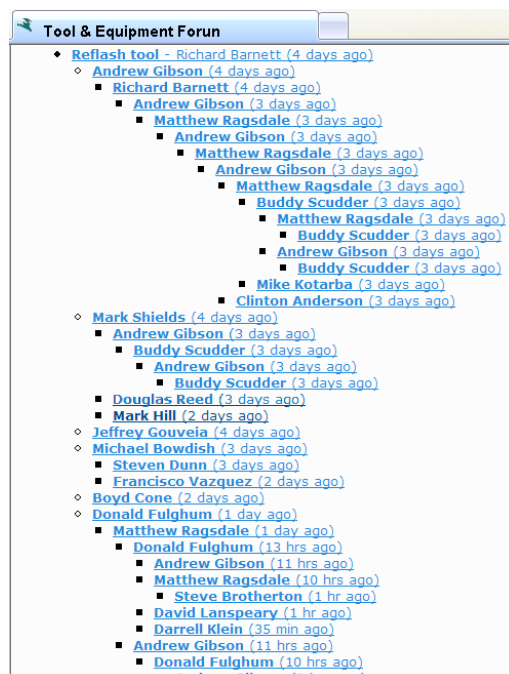 Tool & Equipment Forun
Reflash tool - Richard Barnett (4 days ago)
Andrew Gibson (4 days ago)
Richard Barnett (4 days ago)
Andrew Gibson (3 days ago)
Matthew Ragsdale (3 days ago)
Andrew Gibson (3 days ago)
Matthew Ragsdale (3 days ago)
Andrew Gibson (3 days ago)
Matthew Ragsdale (3 days ago)
Buddy Scudder (3 days ago)
Matthew Ragsdale (3 days ago)
Buddy Scudder (3 days ago)
Andrew Gibson (3 days ago)
Buddy Scudder (3 days ago)
Mike Kotarba (3 days ago)
Clinton Anderson (3 days ago)
Mark Shields (4 days ago)
Andrew Gibson (3 days ago)
Buddy Scudder (3 days ago)
Andrew Gibson (3 days ago)
Buddy Scudder (3 days ago)
Douglas Reed (3 days ago)
Mark Hill (2 days ago)
Jeffrey Gouveia (4 days ago)
Michael Bowdish (3 days ago)
Steven Dunn (3 days ago)
Francisco Vazquez (2 days ago)
Boyd Cone (2 days ago)
Donald Fulghum (1 day ago)
Matthew Ragsdale (1 day ago)
Donald Fulghum (13 hrs ago)
Andrew Gibson (11 hrs ago)
Matthew Ragsdale (10 hrs ago)
Steve Brotherton (1 hr ago)
David Lanspeary (1 hr ago)
Darrell Klein (35 min ago)
Andrew Gibson (11 hrs ago)
Donald Fulghum (10 hrs ago)